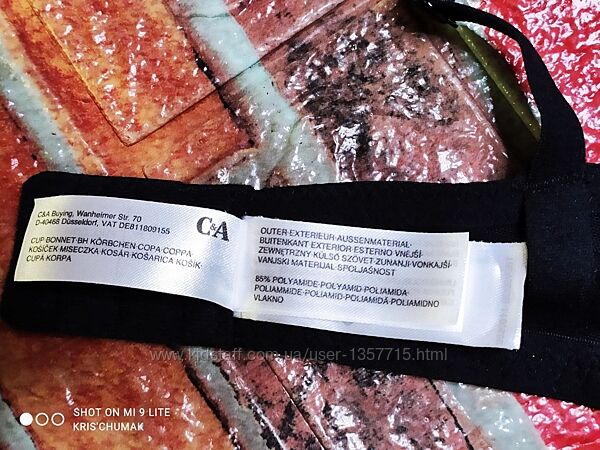 C&A Buying, Wanheimer Str. 70
D-40468 Düsseldorf, VAT DE811809155
C&A
CUP·BONNET·BH KÖRBCHEN·COPA·COPPA·
KOŠÍČEK·MISECZKA·KOSÁR·KOŠARICA·KOŠÍK·
CUPA·KORPA
OUTER·EXTERIEUR·AUSSENMATERIAL·
BUITENKANT·EXTERIOR·ESTERNO·VNĚJŠÍ·
ZEWNĘTRZNY·KÜLSŐ SZÖVET·ZUNANJI·VONKAJŠÍ·
VANJSKI MATERIJAL·SPOLJAŠNOST
85% POLYAMIDE·POLYAMID·POLIAMIDA·
POLIAMMIDE·POLIAMID·POLIAMIDĂ·POLIAMIDNO
VLAKNO
www.kidstaff.com.ua/user-1357715.html
SHOT ON MI 9 LITE
KRIS'CHUMAK